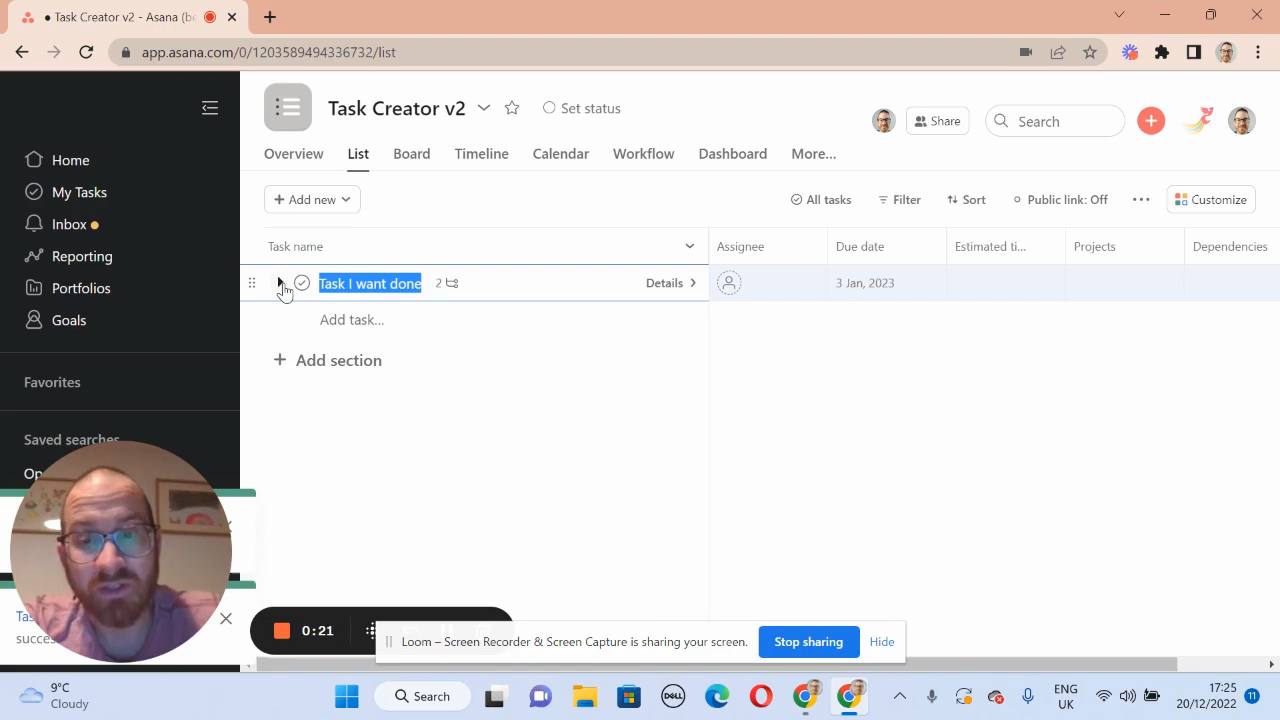 Task Creator v2 - Asana (be
app.asana.com/0/1203589494336732/list
Task Creator v2
Set status
Share
Search
Overview
List
Board
Timeline
Calendar
Workflow
Dashboard
More...
Home
My Tasks
Inbox
Reporting
Portfolios
Goals
Favorites
Saved searches
+ Add new
All tasks
Filter
Sort
Public link: Off
Customize
Task name
Assignee
Due date
Estimated ti...
Projects
Dependencies
Task I want done
2
Details
3 Jan, 2023
Add task...
+ Add section
0:21
Loom – Screen Recorder & Screen Capture is sharing your screen.
Stop sharing
Hide
9°C
Cloudy
Search
DELL
ENG
UK
17:25
20/12/2022
11